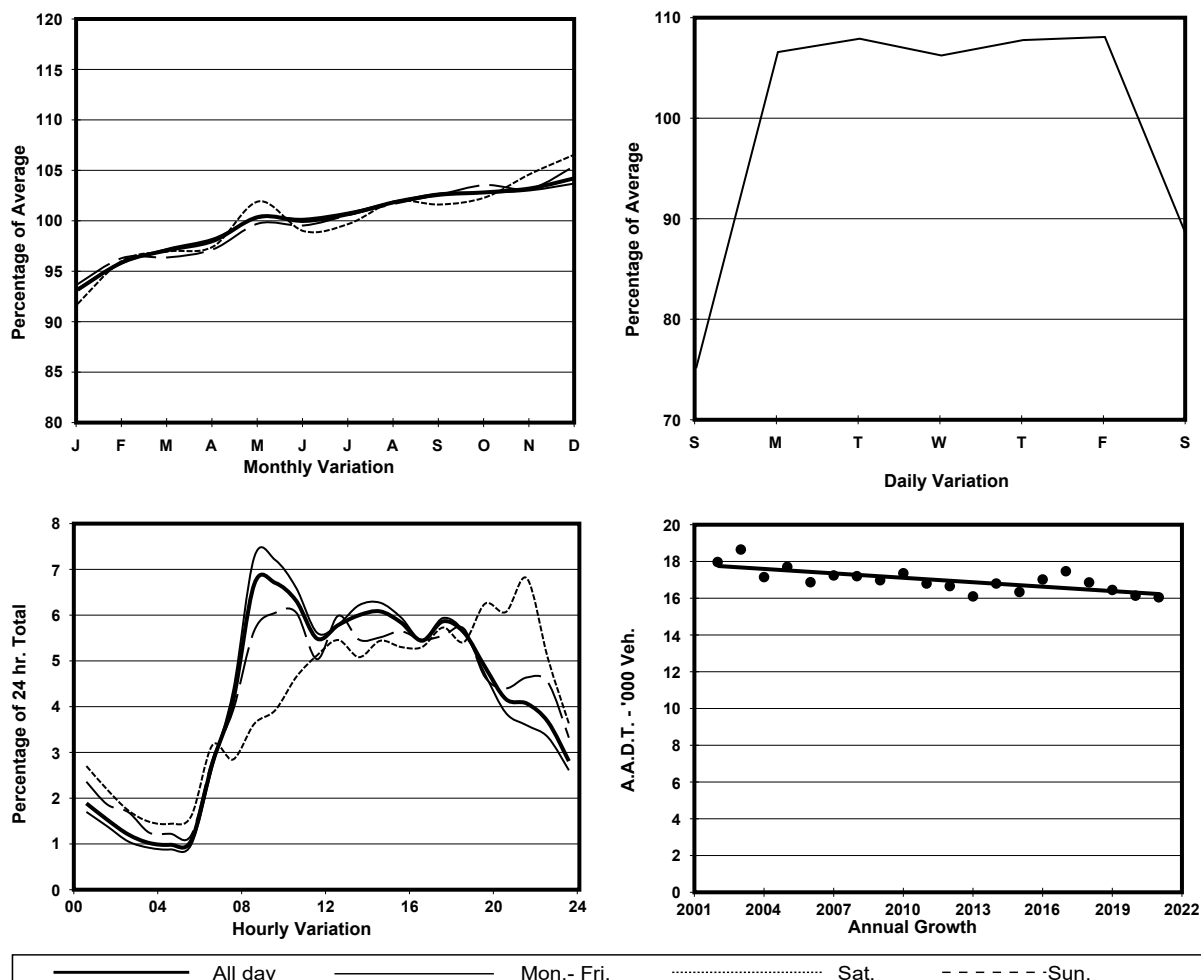 120
115
110
105
100
95
90
85
80
Percentage of Average
J F M A M J J A S O N D
Monthly Variation
110
100
90
80
70
Percentage of Average
S M T W T F S
Daily Variation
8
7
6
5
4
3
2
1
0
Percentage of 24 hr. Total
00 04 08 12 16 20 24
Hourly Variation
20
18
16
14
12
10
8
6
4
2
0
A.A.D.T. - '000 Veh.
2001 2004 2007 2010 2013 2016 2019 2022
Annual Growth
All day Mon.- Fri. Sat. Sun.